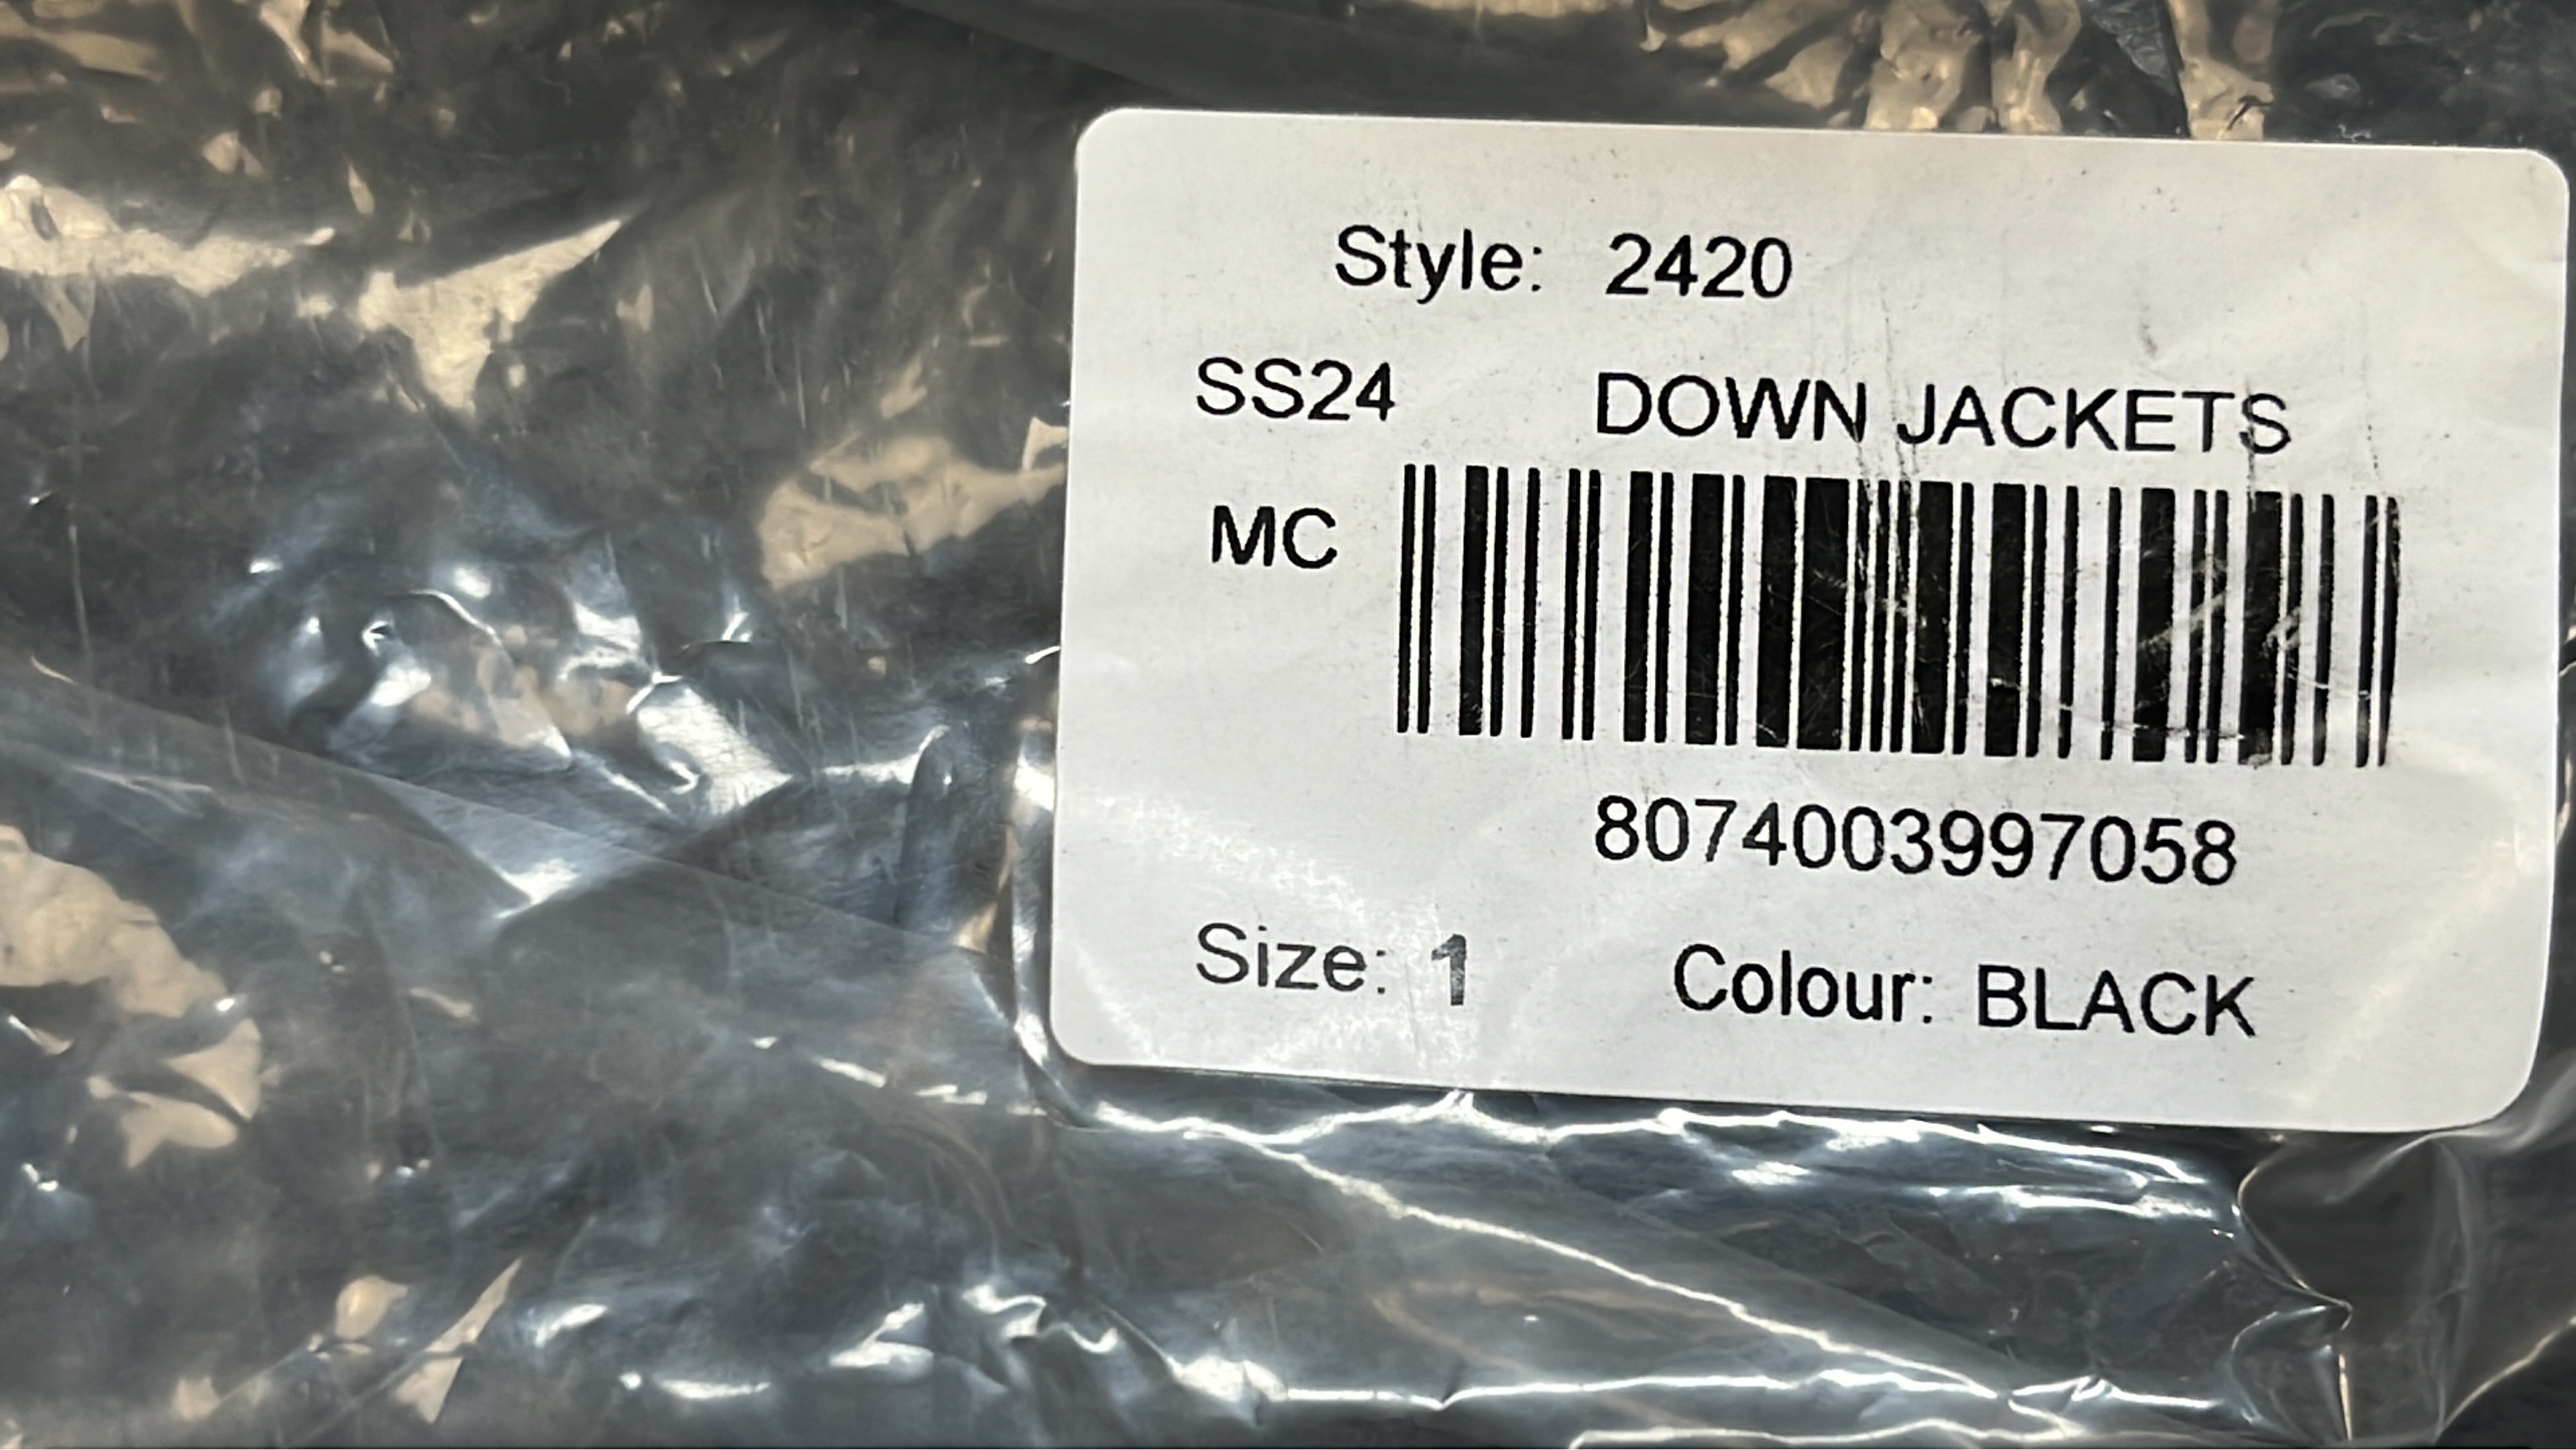 Style: 2420
SS24 DOWN JACKETS
MC
8074003997058
Size: 1 Colour: BLACK